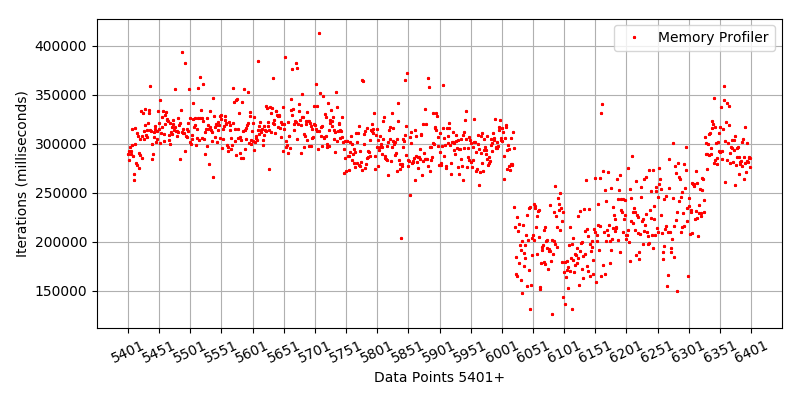 Memory Profiler
Iterations (milliseconds)
400000
350000
300000
250000
200000
150000
5401 5451 5501 5551 5601 5651 5701 5751 5801 5851 5901 5951 6001 6051 6101 6151 6201 6251 6301 6351 6401
Data Points 5401+